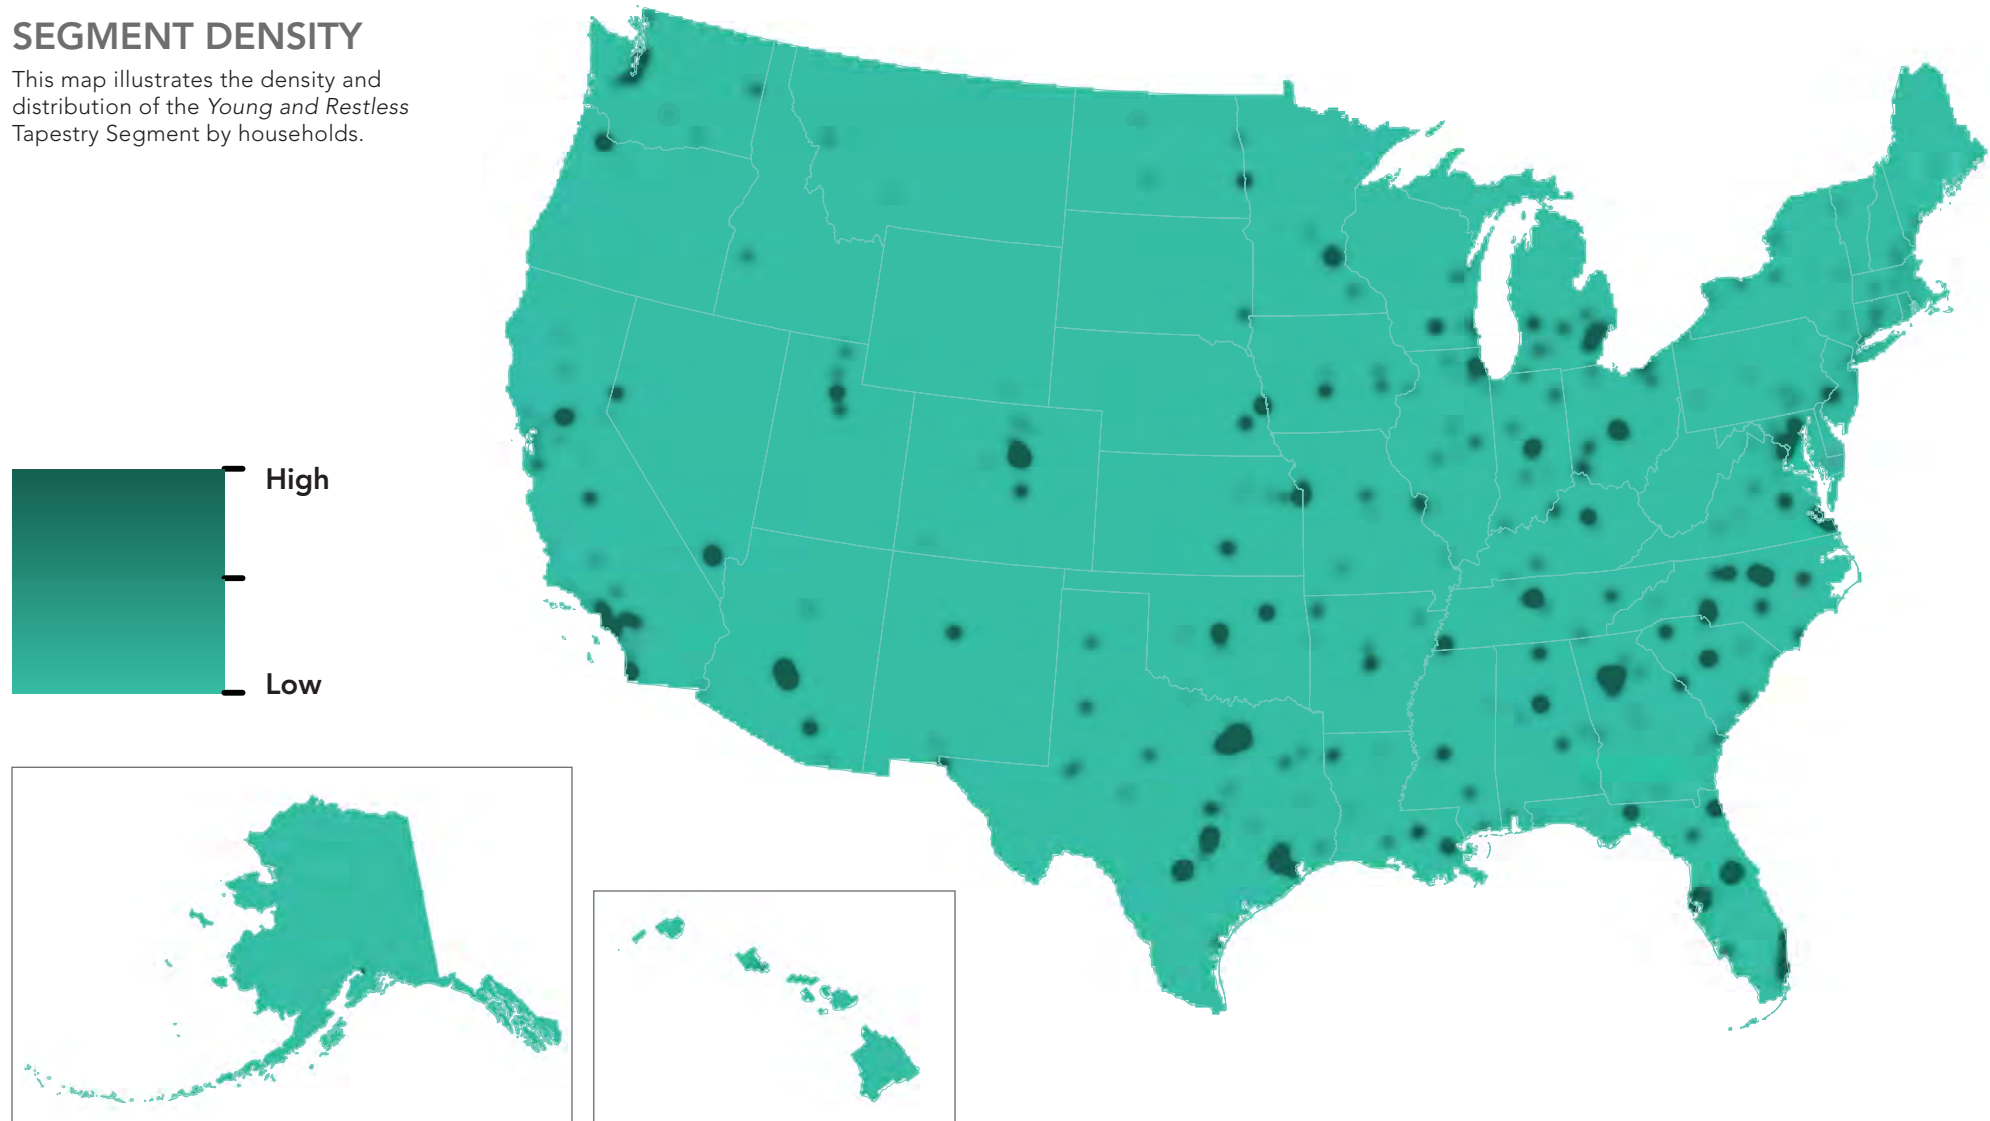 SEGMENT DENSITY
This map illustrates the density and
distribution of the Young and Restless
Tapestry Segment by households.
High
Low